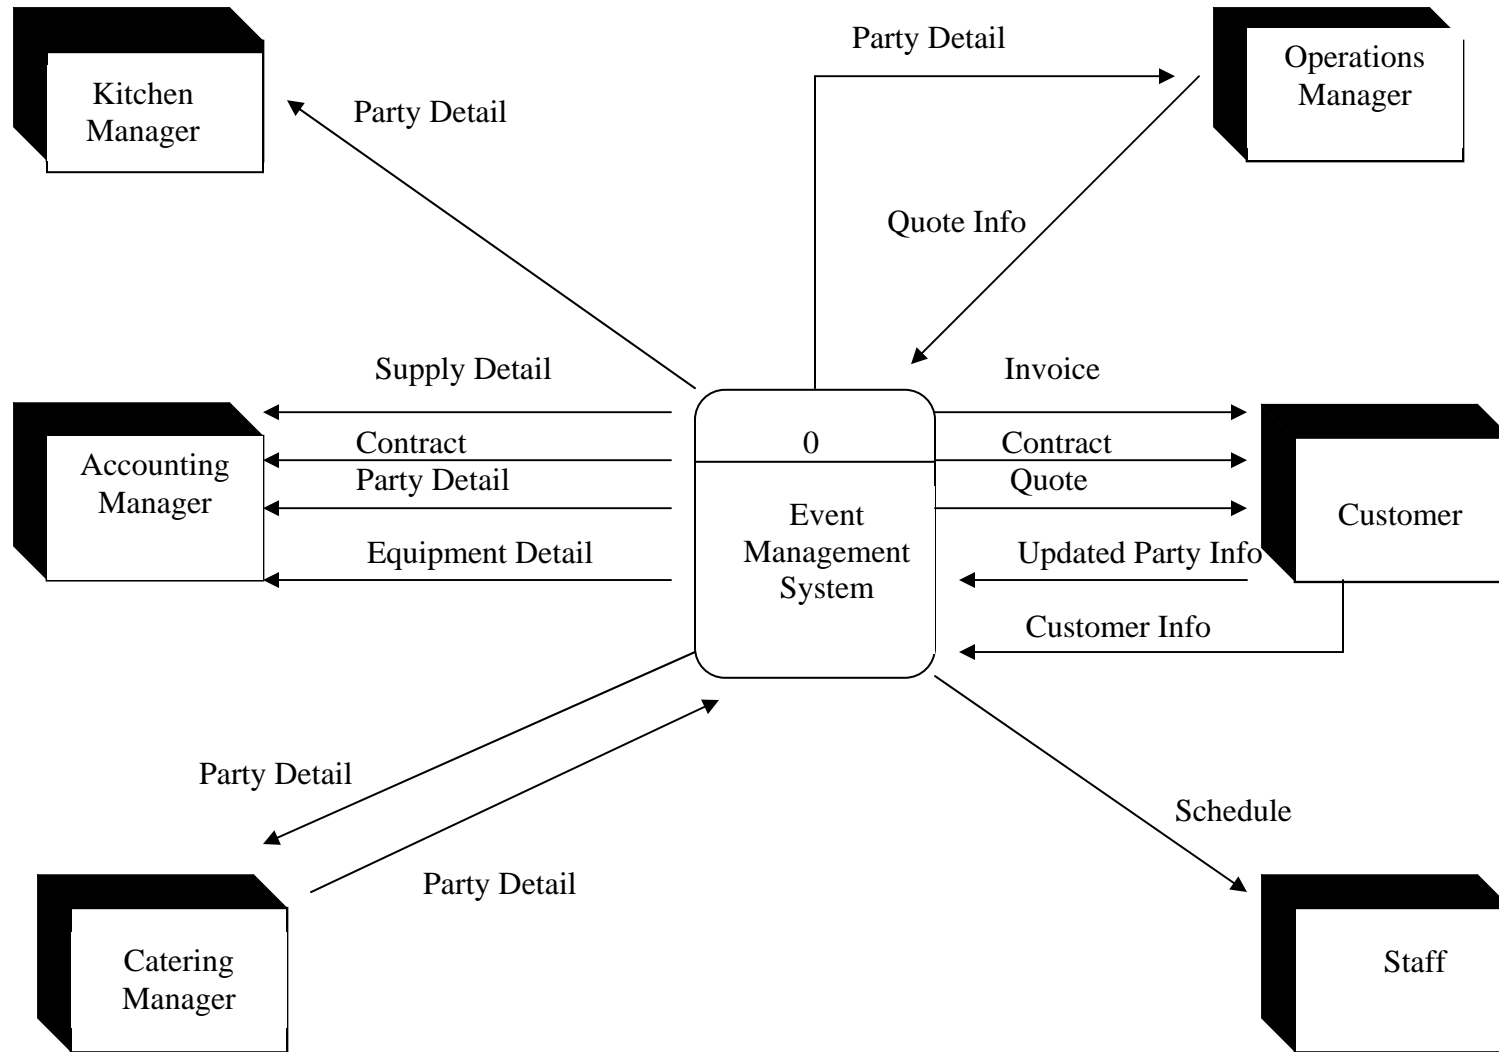 Party Detail
Operations
Manager
Kitchen
Manager
Party Detail
Quote Info
Supply Detail
Invoice
Contract
0
Contract
Accounting
Manager
Party Detail
Quote
Event
Management
System
Customer
Equipment Detail
Updated Party Info
Customer Info
Party Detail
Schedule
Party Detail
Catering
Manager
Staff